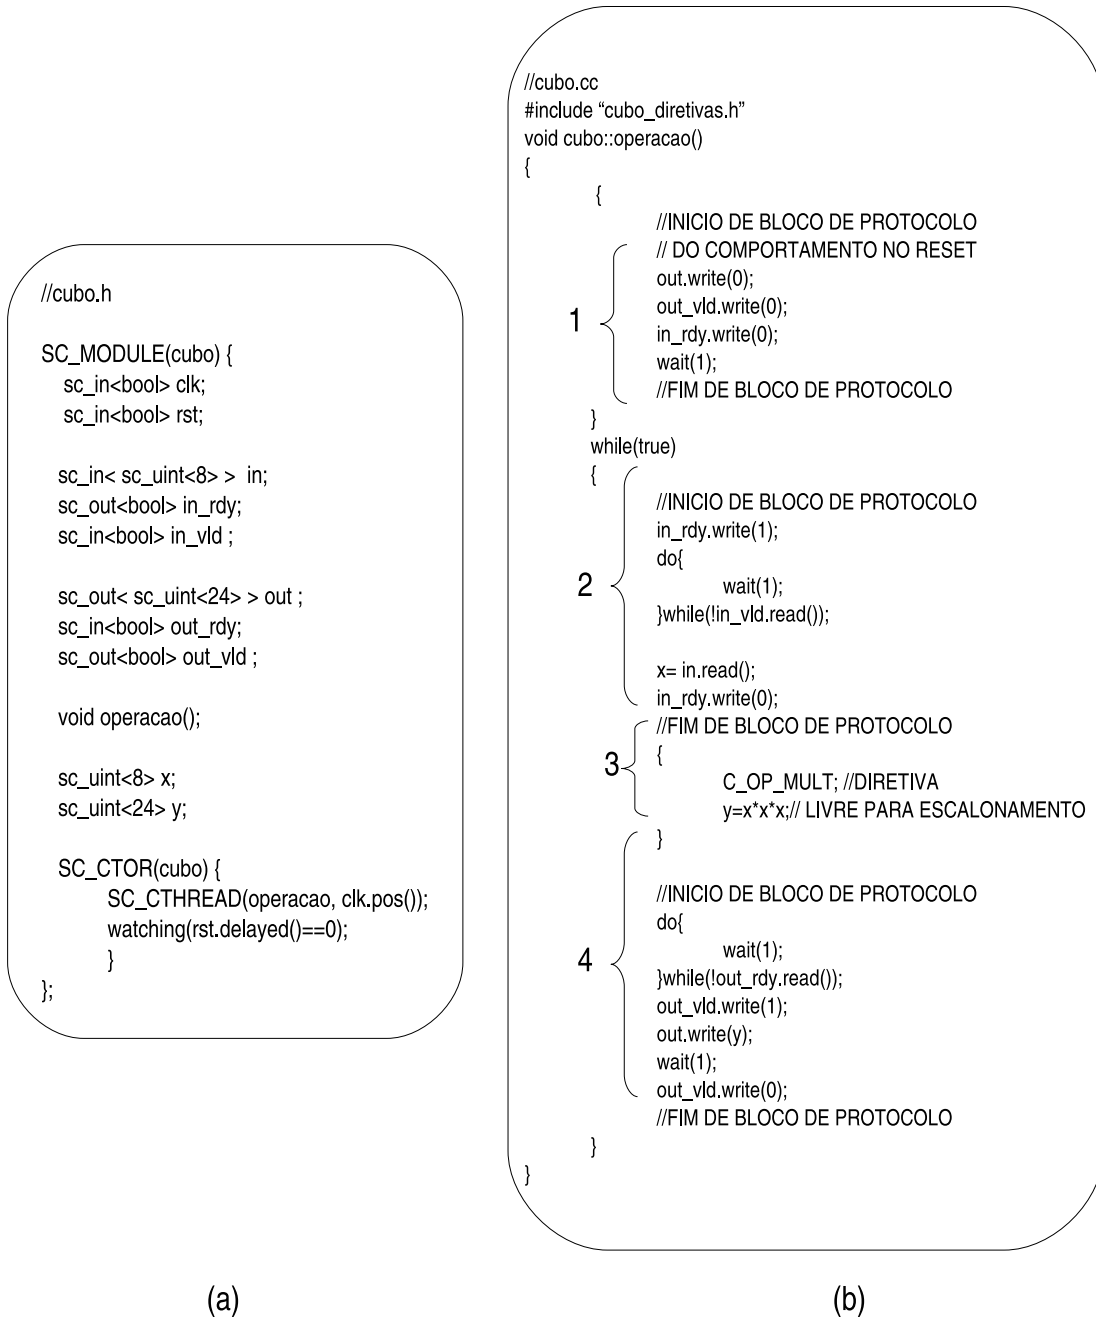 //cubo.h
SC_MODULE(cubo) {
sc_in<bool> clk;
sc_in<bool> rst;
sc_in< sc_uint<8> >  in;
sc_out<bool> in_rdy;
sc_in<bool> in_vld ;
sc_out< sc_uint<24> > out ;
sc_in<bool> out_rdy;
sc_out<bool> out_vld ;
void operacao();
sc_uint<8> x;
sc_uint<24> y;
SC_CTOR(cubo) {
SC_CTHREAD(operacao, clk.pos());
watching(rst.delayed()==0);
}
};
(a)
//cubo.cc
#include “cubo_diretivas.h”
void cubo::operacao()
{
{
//INICIO DE BLOCO DE PROTOCOLO
// DO COMPORTAMENTO NO RESET
out.write(0);
out_vld.write(0);
1
in_rdy.write(0);
wait(1);
//FIM DE BLOCO DE PROTOCOLO
}
while(true)
{
//INICIO DE BLOCO DE PROTOCOLO
in_rdy.write(1);
do{
2
wait(1);
}while(!in_vld.read());
x= in.read();
in_rdy.write(0);
//FIM DE BLOCO DE PROTOCOLO
{
3
C_OP_MULT; //DIRETIVA
y=x*x*x;// LIVRE PARA ESCALONAMENTO
}
//INICIO DE BLOCO DE PROTOCOLO
do{
wait(1);
4
}while(!out_rdy.read());
out_vld.write(1);
out.write(y);
wait(1);
out_vld.write(0);
//FIM DE BLOCO DE PROTOCOLO
}
}
(b)